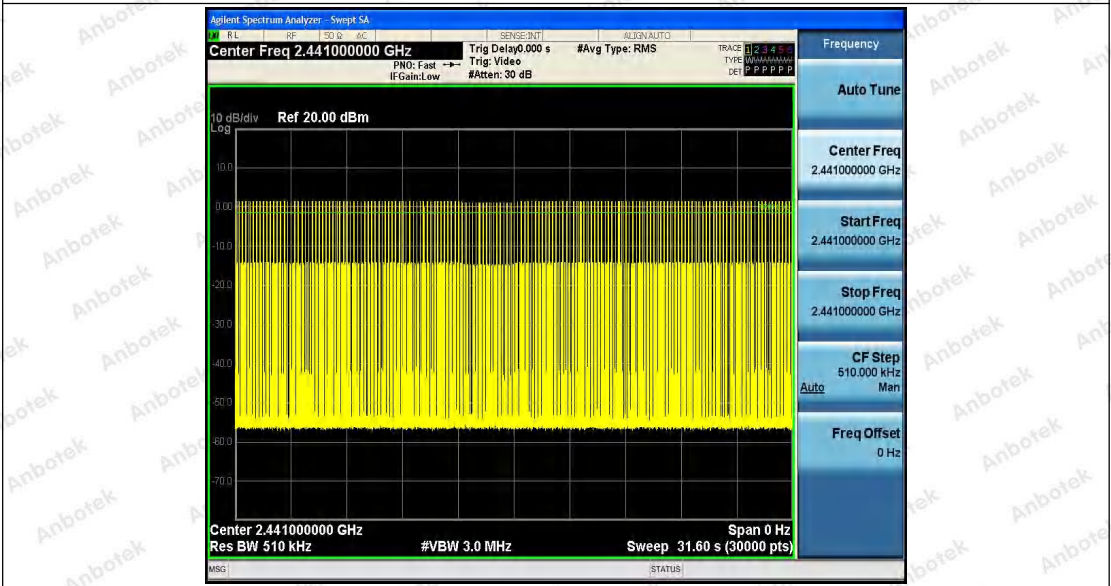 Agilent Spectrum Analyzer - Swept SA
RL RF 50 Ω AC SENSE:INT ALIGNAUTO
Center Freq 2.441000000 GHz
PNO: Fast
IFGain:Low
Trig Delay0.000 s
Trig: Video
#Atten: 30 dB
#Avg Type: RMS
TRACE 1 2 3 4 5 6
TYPE
DET P P P P P P
Frequency
10 dB/div
Log
Ref 20.00 dBm
10.0
0.00
-10.0
-20.0
-30.0
-40.0
-50.0
-60.0
-70.0
Center 2.441000000 GHz
Span 0 Hz
Res BW 510 kHz
#VBW 3.0 MHz
Sweep 31.60 s (30000 pts)
MSG
STATUS
Auto Tune
Center Freq
2.441000000 GHz
Start Freq
2.441000000 GHz
Stop Freq
2.441000000 GHz
CF Step
510.000 kHz
Auto Man
Freq Offset
0 Hz
Anbotek